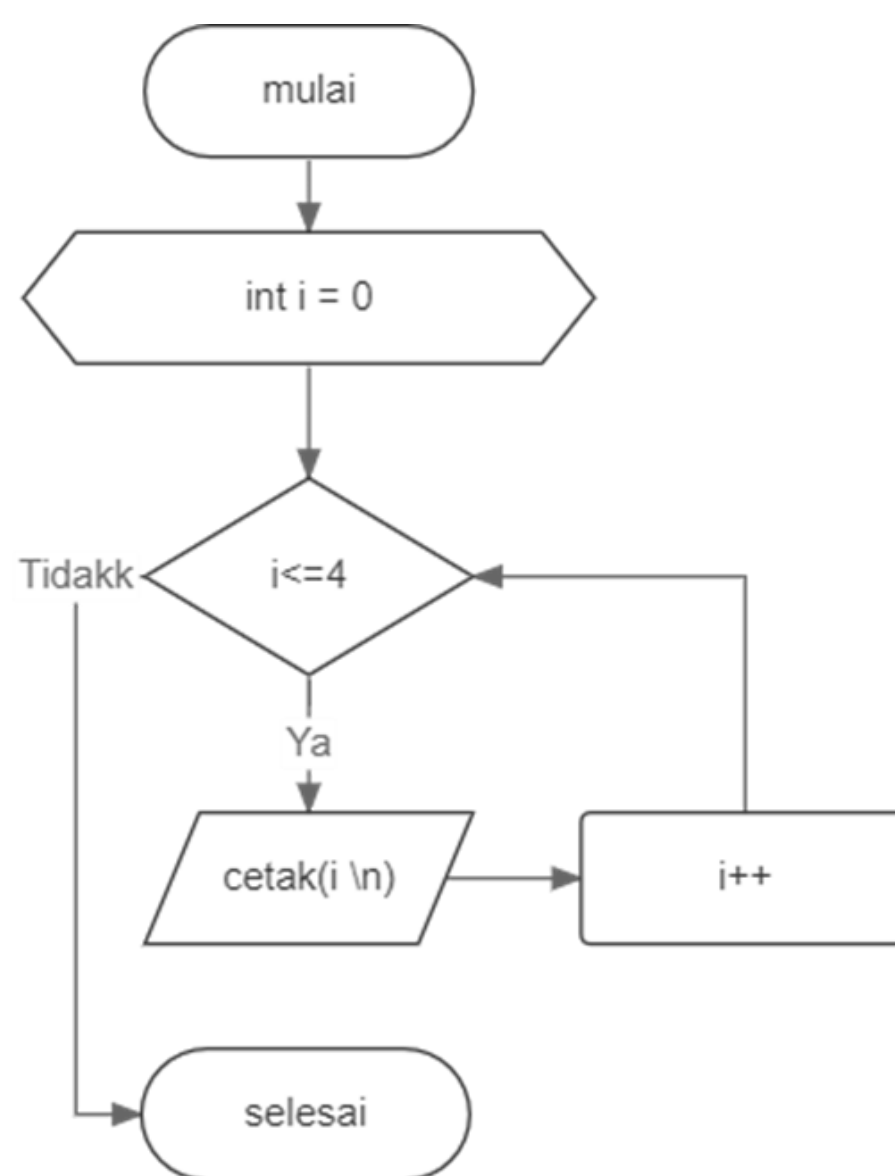 mulai
int i = 0
i<=4
Tidakk
Ya
cetak(i \n)
i++
selesai